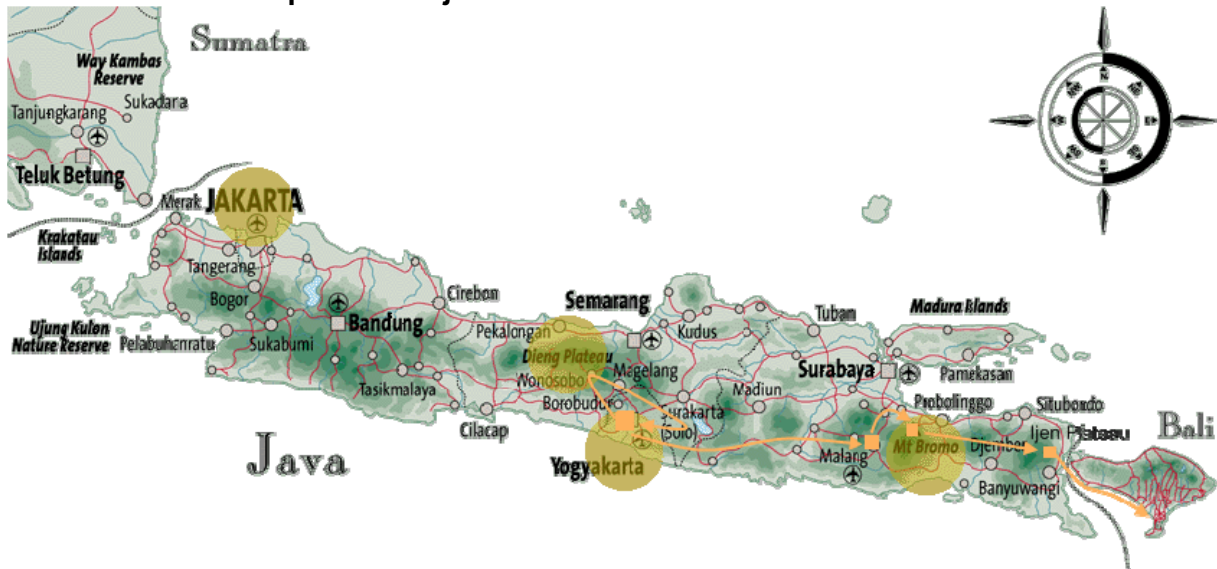 Sumatra
Way Kambas
Reserve
Sukadara
Tanjungkarang
Teluk Betung
Merak
JAKARTA
Krakatau
islands
Tangerang
Bogor
Cirebon
Semarang
Tuban
Madura Islands
Ujung Kulon
Nature Reserve
Pelabuhanratu
Sukabumi
Bandung
Pekalongan
Kudus
Dieng Plateau
Surabaya
Pamekasan
Wonosobo
Magelang
Tasikmalaya
Madiun
Borobudur
Surakarta
(Solo)
Probolinggo
Situbondo
Cilacap
Ijen Plateau
Bali
Java
Yogyakarta
Malang
Mt Bromo
Djember
Banyuwangi
N